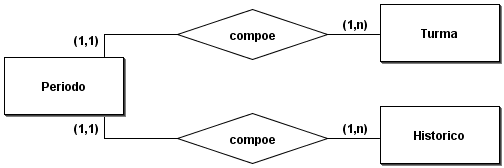 (1,1)
compoe
(1,n)
Turma
Periodo
(1,1)
compoe
(1,n)
Historico